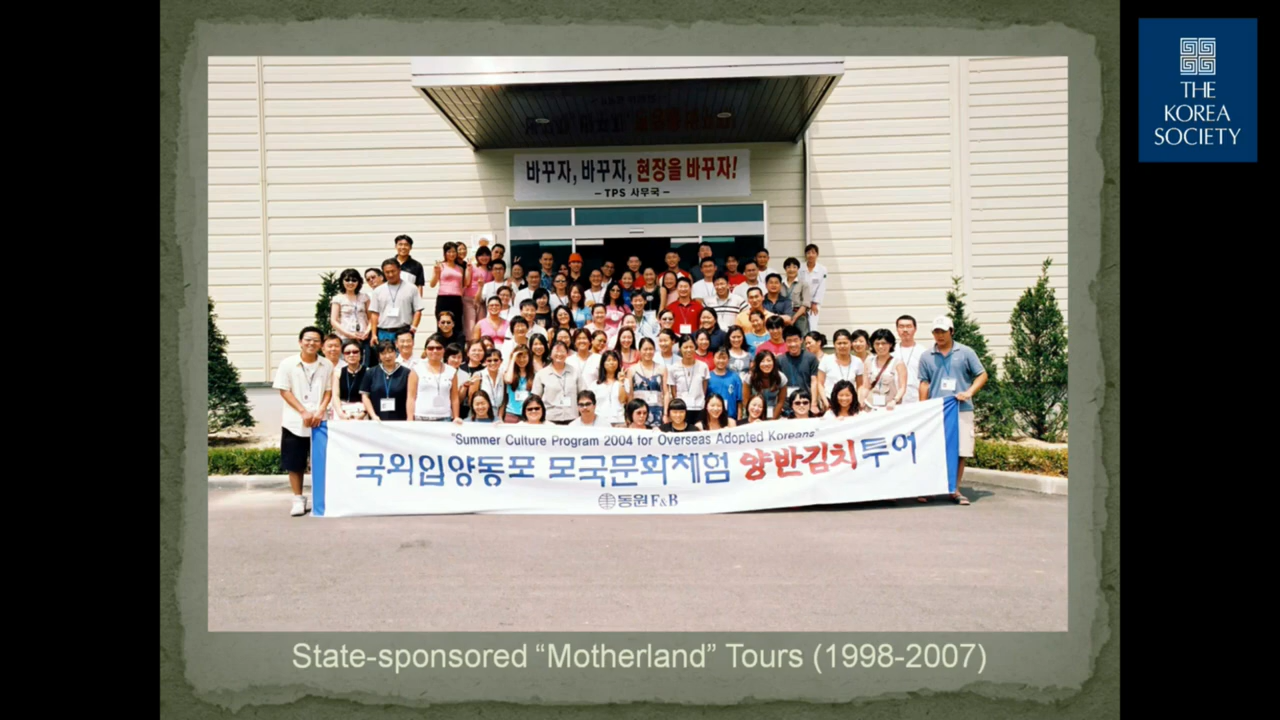 THE
KOREA
SOCIETY
바꾸자, 바꾸자, 현장을 바꾸자!
– TPS 사무국 –
"Summer Culture Program 2004 for Overseas Adopted Koreans"
국외입양동포 모국문화체험 양반김치투어
동원F&B
State-sponsored “Motherland” Tours (1998-2007)